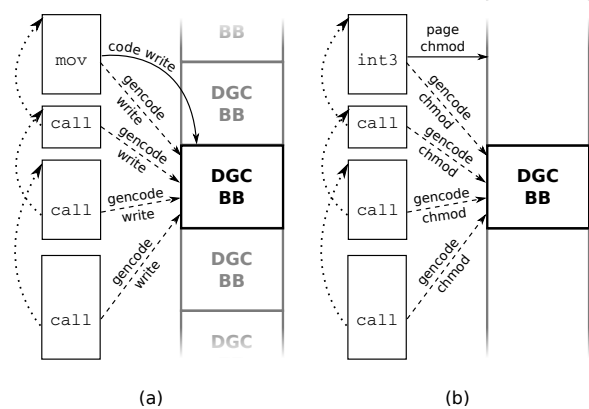 BB
code write
mov
gencode
write
DGC
BB
call
gencode
write
DGC
BB
call
gencode
write
call
gencode
write
DGC
BB
DGC
(a)
page
chmod
int3
gencode
chmod
call
gencode
chmod
DGC
BB
call
gencode
chmod
call
gencode
chmod
(b)